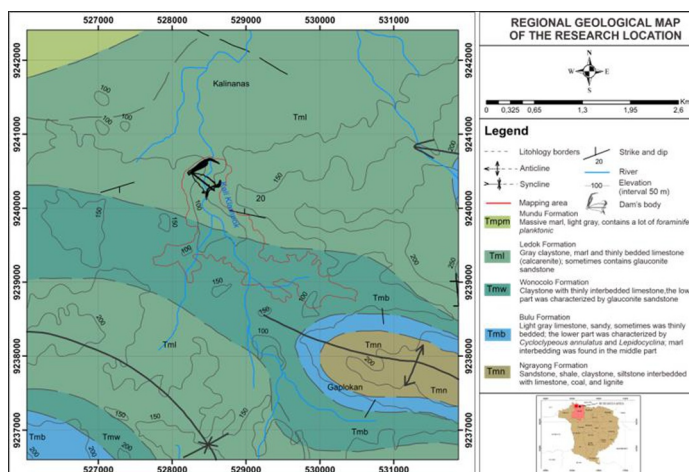 REGIONAL GEOLOGICAL MAP
OF THE RESEARCH LOCATION
N
W E
S
0 0,325 0,65 1,3 1,95 2,6
Legend
Lithology borders
Anticline
Syncline
Mapping area
20
Strike and dip
River
100
Elevation
(interval 50 m)
Dam's body
Mundu Formation
Tmpm
Massive marl, light gray, contains a lot of foraminifera
planktonic
Ledok Formation
Tml
Gray claystone, marl and thinly bedded limestone
(calcarenite); sometimes contains glauconite
sandstone
Wonocolo Formation
Tmw
Claystone with thinly interbedded limestone,the low
part was characterized by glauconite sandstone
Bulu Formation
Tmb
Light gray limestone, sandy, sometimes was thinly
bedded; the lower part was characterized by
Cycloclypeous annulatus and Lepidocyclina; marl
interbedding was found in the middle part
Ngrayong Formation
Tmn
Sandstone, shale, claystone, siltstone interbedded
with limestone, coal, and lignite
527000 528000 529000 530000 531000
9242000
9241000
9240000
9239000
9238000
9237000
Kalinanas
Tml
20
Tmb
Tml
Tmn
Gaplokan
Tmn
Tmb
Tmw
Tmb
527000 528000 529000 530000 531000